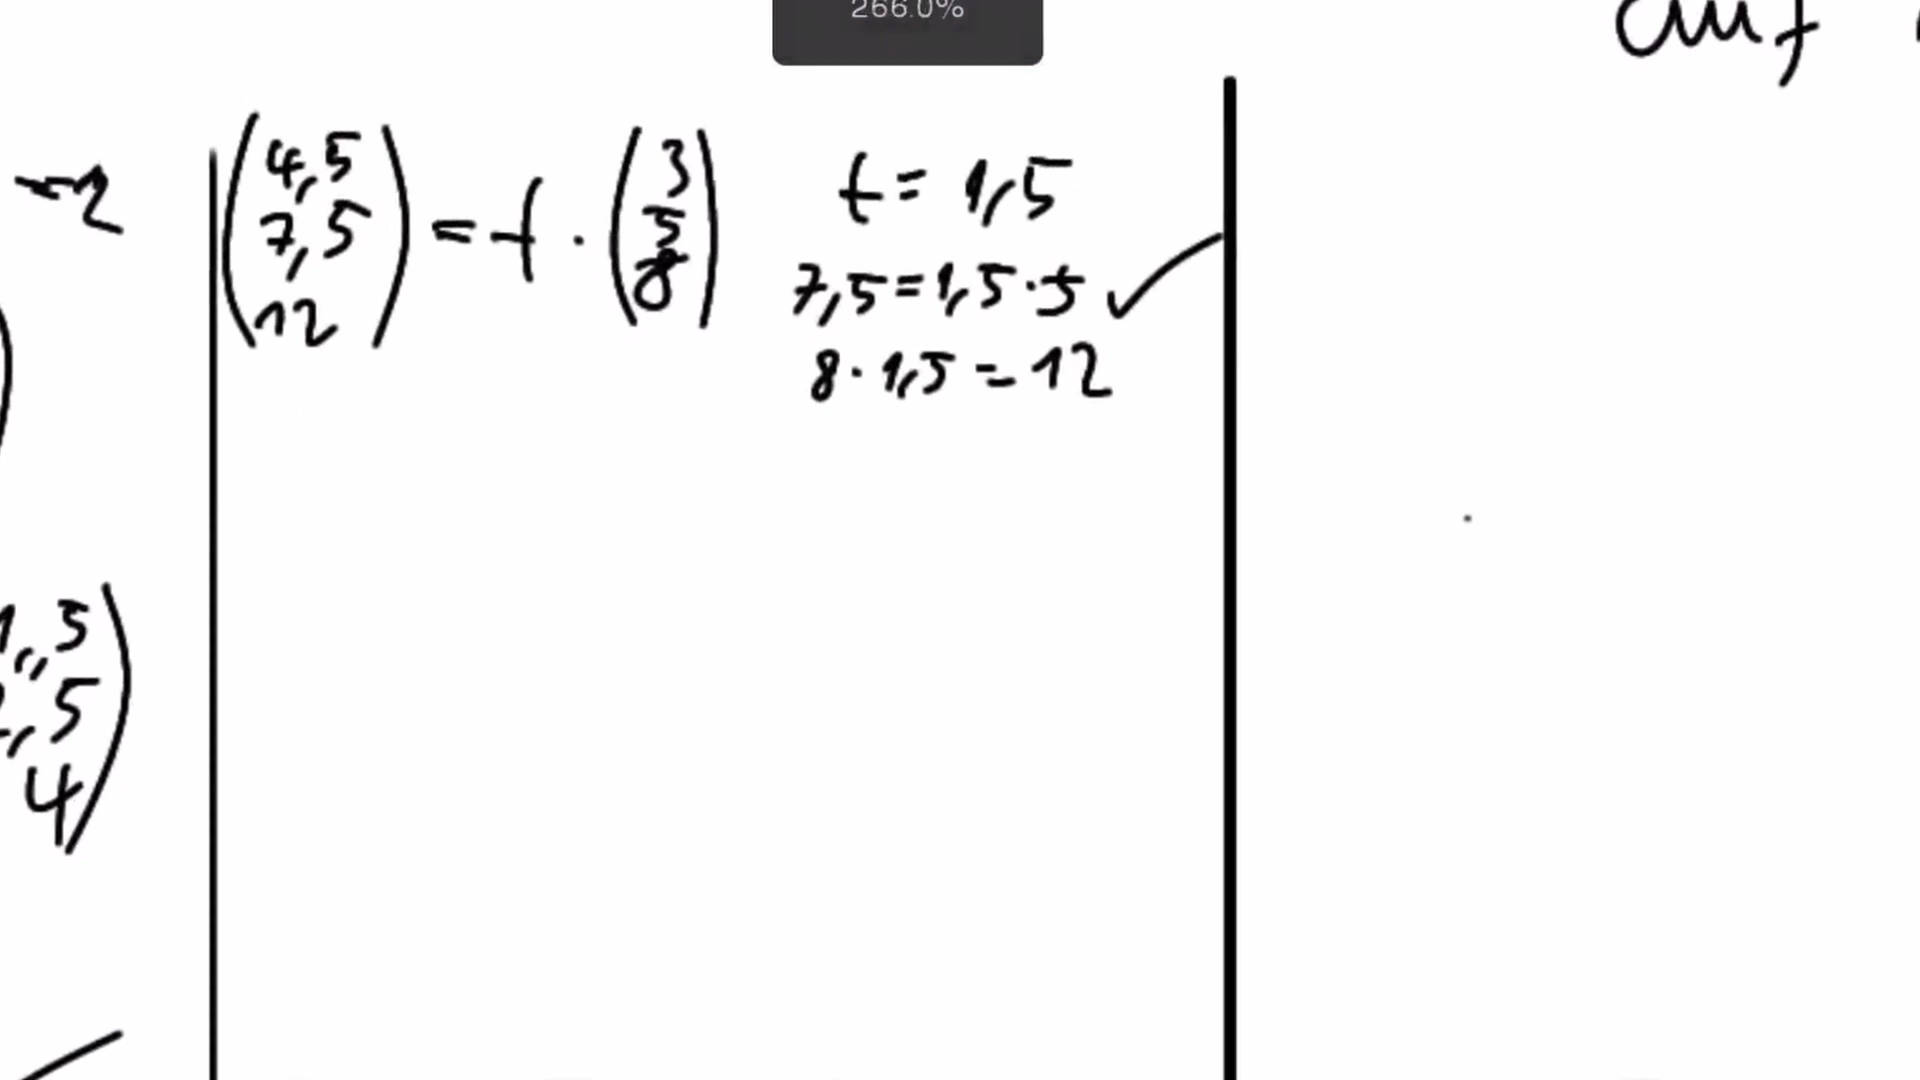 266.0%
auf
=2
(4,5 7,5 12) = t · (3 5 8)
t = 1,5
7,5 = 1,5 · 5 ✓
8 · 1,5 = 12
,5
,5
4)